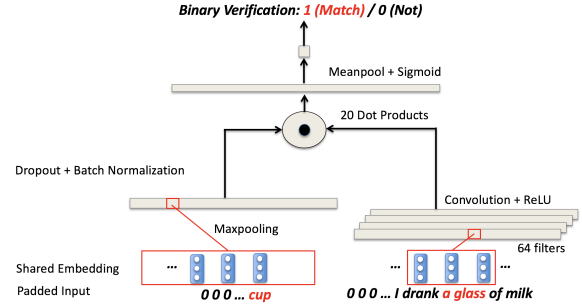 Binary Verification: 1 (Match) / 0 (Not)
Meanpool + Sigmoid
20 Dot Products
Dropout + Batch Normalization
Convolution + ReLU
Maxpooling
64 filters
Shared Embedding ... ... ...
Padded Input 0 0 0 ... cup 0 0 0 ... I drank a glass of milk